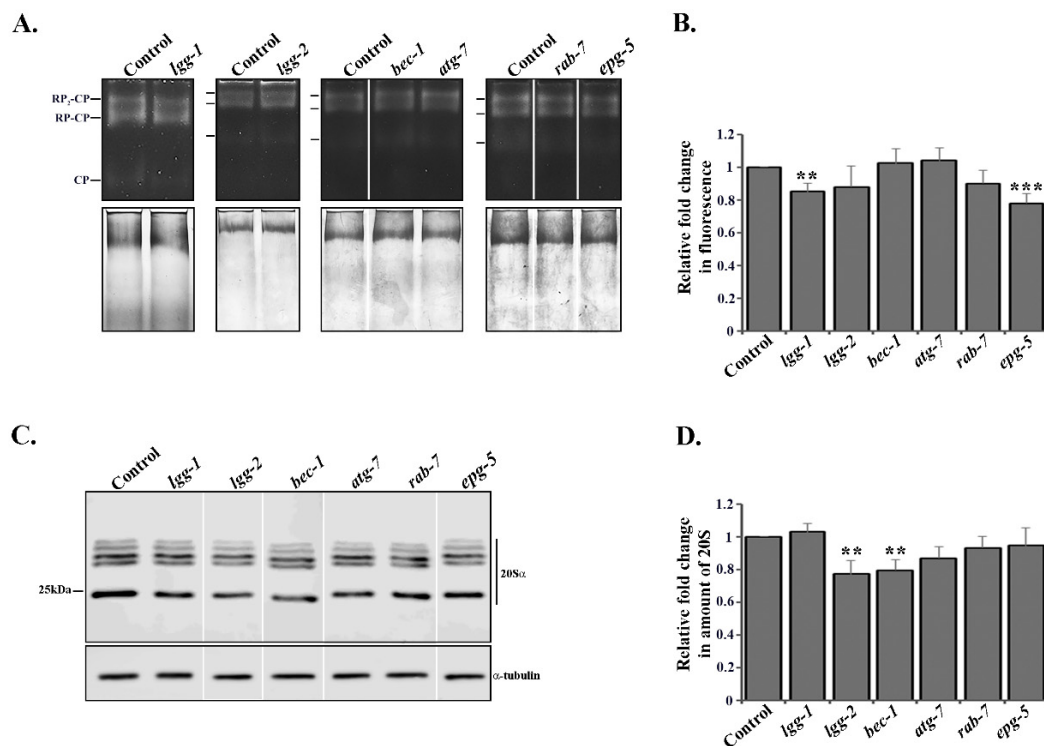 A.
Control
lgg-1
Control
lgg-2
Control
bec-1
atg-7
Control
rab-7
epg-5
RP₂-CP
RP-CP
CP
B.
Relative fold change
in fluorescence
1.2
1
0.8
0.6
0.4
0.2
0
**
***
Control
lgg-1
lgg-2
bec-1
atg-7
rab-7
epg-5
C.
Control
lgg-1
lgg-2
bec-1
atg-7
rab-7
epg-5
25kDa
20Sα
α-tubulin
D.
Relative fold change
in amount of 20S
1.2
1
0.8
0.6
0.4
0.2
0
**
**
Control
lgg-1
lgg-2
bec-1
atg-7
rab-7
epg-5